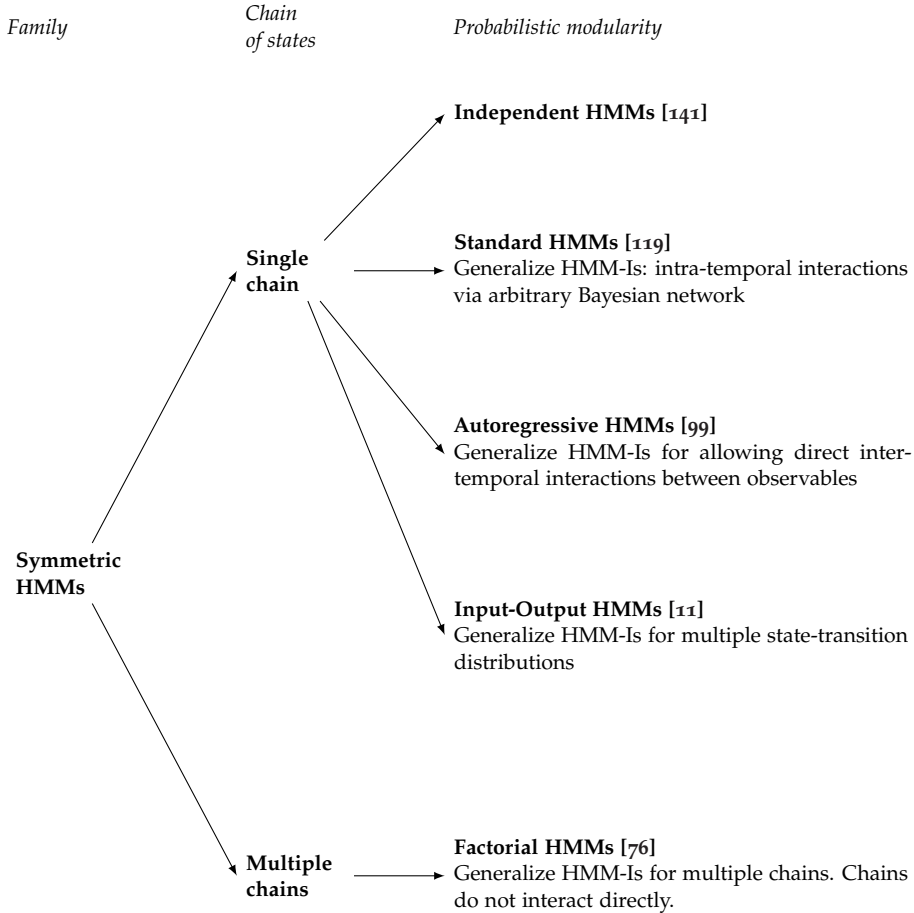 Family
Chain
of states
Probabilistic modularity
Independent HMMs [141]
Single
chain
Standard HMMs [119]
Generalize HMM-Is: intra-temporal interactions
via arbitrary Bayesian network
Autoregressive HMMs [99]
Generalize HMM-Is for allowing direct inter-
temporal interactions between observables
Symmetric
HMMs
Input-Output HMMs [11]
Generalize HMM-Is for multiple state-transition
distributions
Multiple
chains
Factorial HMMs [76]
Generalize HMM-Is for multiple chains. Chains
do not interact directly.